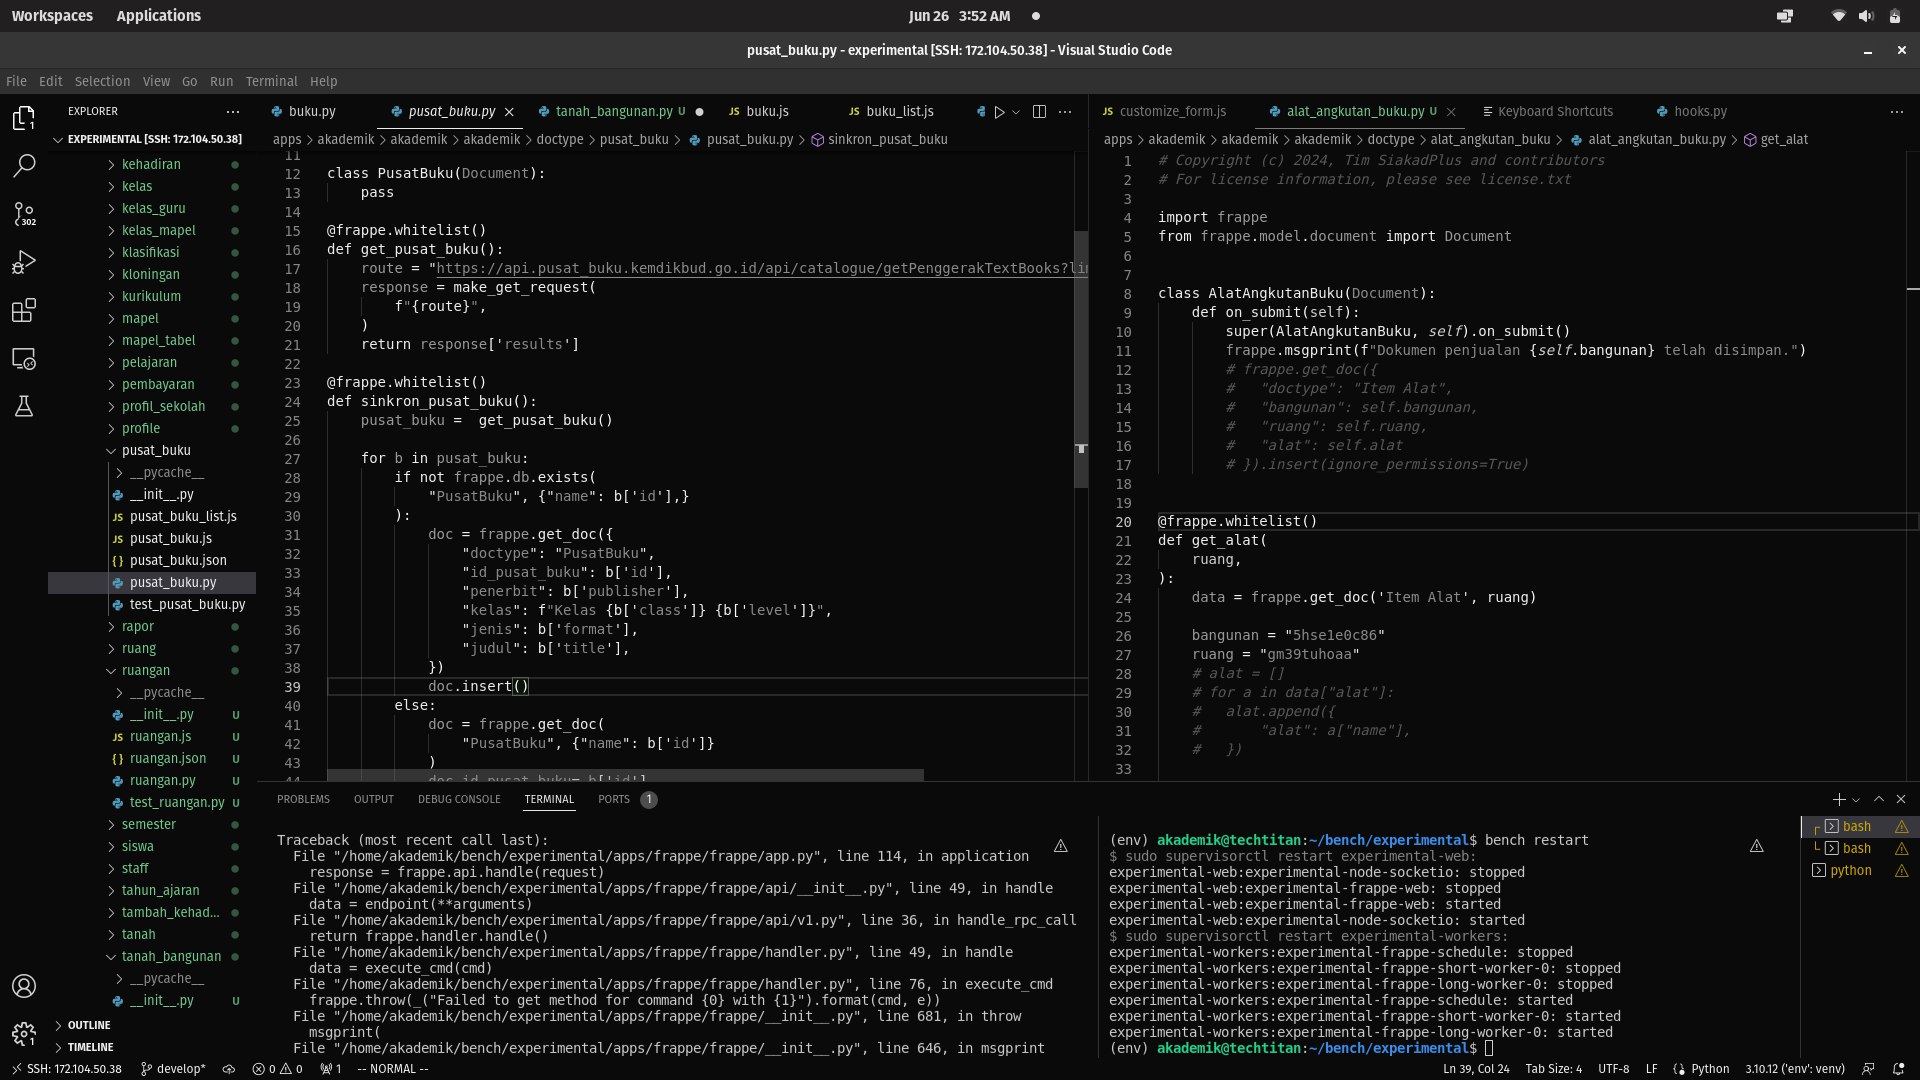 Workspaces Applications Jun 26 3:52 AM
pusat_buku.py - experimental [SSH: 172.104.50.38] - Visual Studio Code
File Edit Selection View Go Run Terminal Help
EXPLORER
EXPERIMENTAL [SSH: 172.104.50.38]
kehadiran
kelas
kelas_guru
kelas_mapel
klasifikasi
kloningan
kurikulum
mapel
mapel_tabel
pelajaran
pembayaran
profil_sekolah
profile
pusat_buku
__pycache__
__init__.py
pusat_buku_list.js
pusat_buku.js
pusat_buku.json
pusat_buku.py
test_pusat_buku.py
rapor
ruang
ruangan
__pycache__
__init__.py U
ruangan.js U
ruangan.json U
ruangan.py U
test_ruangan.py U
semester
siswa
staff
tahun_ajaran
tambah_kehad...
tanah
tanah_bangunan
__pycache__
__init__.py U
OUTLINE
TIMELINE
1
302
1
buku.py pusat_buku.py tanah_bangunan.py U buku.js buku_list.js
apps > akademik > akademik > akademik > doctype > pusat_buku > pusat_buku.py > sinkron_pusat_buku
11
12 class PusatBuku(Document):
13 pass
14
15 @frappe.whitelist()
16 def get_pusat_buku():
17 route = "https://api.pusat_buku.kemdikbud.go.id/api/catalogue/getPenggerakTextBooks?li
18 response = make_get_request(
19 f"{route}",
20 )
21 return response['results']
22
23 @frappe.whitelist()
24 def sinkron_pusat_buku():
25 pusat_buku =  get_pusat_buku()
26
27 for b in pusat_buku:
28 if not frappe.db.exists(
29 "PusatBuku", {"name": b['id'],}
30 ):
31 doc = frappe.get_doc({
32 "doctype": "PusatBuku",
33 "id_pusat_buku": b['id'],
34 "penerbit": b['publisher'],
35 "kelas": f"Kelas {b['class']} {b['level']}",
36 "jenis": b['format'],
37 "judul": b['title'],
38 })
39 doc.insert()
40 else:
41 doc = frappe.get_doc(
42 "PusatBuku", {"name": b['id']}
43 )
44 doc.id_pusat_buku= b['id']
JS customize_form.js alat_angkutan_buku.py U Keyboard Shortcuts hooks.py
apps > akademik > akademik > akademik > doctype > alat_angkutan_buku > alat_angkutan_buku.py > get_alat
1 # Copyright (c) 2024, Tim SiakadPlus and contributors
2 # For license information, please see license.txt
3
4 import frappe
5 from frappe.model.document import Document
6
7
8 class AlatAngkutanBuku(Document):
9 def on_submit(self):
10 super(AlatAngkutanBuku, self).on_submit()
11 frappe.msgprint(f"Dokumen penjualan {self.bangunan} telah disimpan.")
12 # frappe.get_doc({
13 #   "doctype": "Item Alat",
14 #   "bangunan": self.bangunan,
15 #   "ruang": self.ruang,
16 #   "alat": self.alat
17 # }).insert(ignore_permissions=True)
18
19
20 @frappe.whitelist()
21 def get_alat(
22 ruang,
23 ):
24 data = frappe.get_doc('Item Alat', ruang)
25
26 bangunan = "5hse1e0c86"
27 ruang = "gm39tuhoaa"
28 # alat = []
29 # for a in data["alat"]:
30 #   alat.append({
31 #       "alat": a["name"],
32 #   })
33
PROBLEMS OUTPUT DEBUG CONSOLE TERMINAL PORTS 1
Traceback (most recent call last):
File "/home/akademik/bench/experimental/apps/frappe/frappe/app.py", line 114, in application
response = frappe.api.handle(request)
File "/home/akademik/bench/experimental/apps/frappe/frappe/api/__init__.py", line 49, in handle
data = endpoint(**arguments)
File "/home/akademik/bench/experimental/apps/frappe/frappe/api/v1.py", line 36, in handle_rpc_call
return frappe.handler.handle()
File "/home/akademik/bench/experimental/apps/frappe/frappe/handler.py", line 49, in handle
data = execute_cmd(cmd)
File "/home/akademik/bench/experimental/apps/frappe/frappe/handler.py", line 76, in execute_cmd
frappe.throw(_("Failed to get method for command {0} with {1}").format(cmd, e))
File "/home/akademik/bench/experimental/apps/frappe/frappe/__init__.py", line 681, in throw
msgprint(
File "/home/akademik/bench/experimental/apps/frappe/frappe/__init__.py", line 646, in msgprint
(env) akademik@techtitan:~/bench/experimental$ bench restart
$ sudo supervisorctl restart experimental-web:
experimental-web:experimental-node-socketio: stopped
experimental-web:experimental-frappe-web: stopped
experimental-web:experimental-frappe-web: started
experimental-web:experimental-node-socketio: started
$ sudo supervisorctl restart experimental-workers:
experimental-workers:experimental-frappe-schedule: stopped
experimental-workers:experimental-frappe-short-worker-0: stopped
experimental-workers:experimental-frappe-long-worker-0: stopped
experimental-workers:experimental-frappe-schedule: started
experimental-workers:experimental-frappe-short-worker-0: started
experimental-workers:experimental-frappe-long-worker-0: started
(env) akademik@techtitan:~/bench/experimental$
bash
bash
python
SSH: 172.104.50.38 develop* 0 0 1 -- NORMAL -- Ln 39, Col 24 Tab Size: 4 UTF-8 LF Python 3.10.12 ('env': venv)